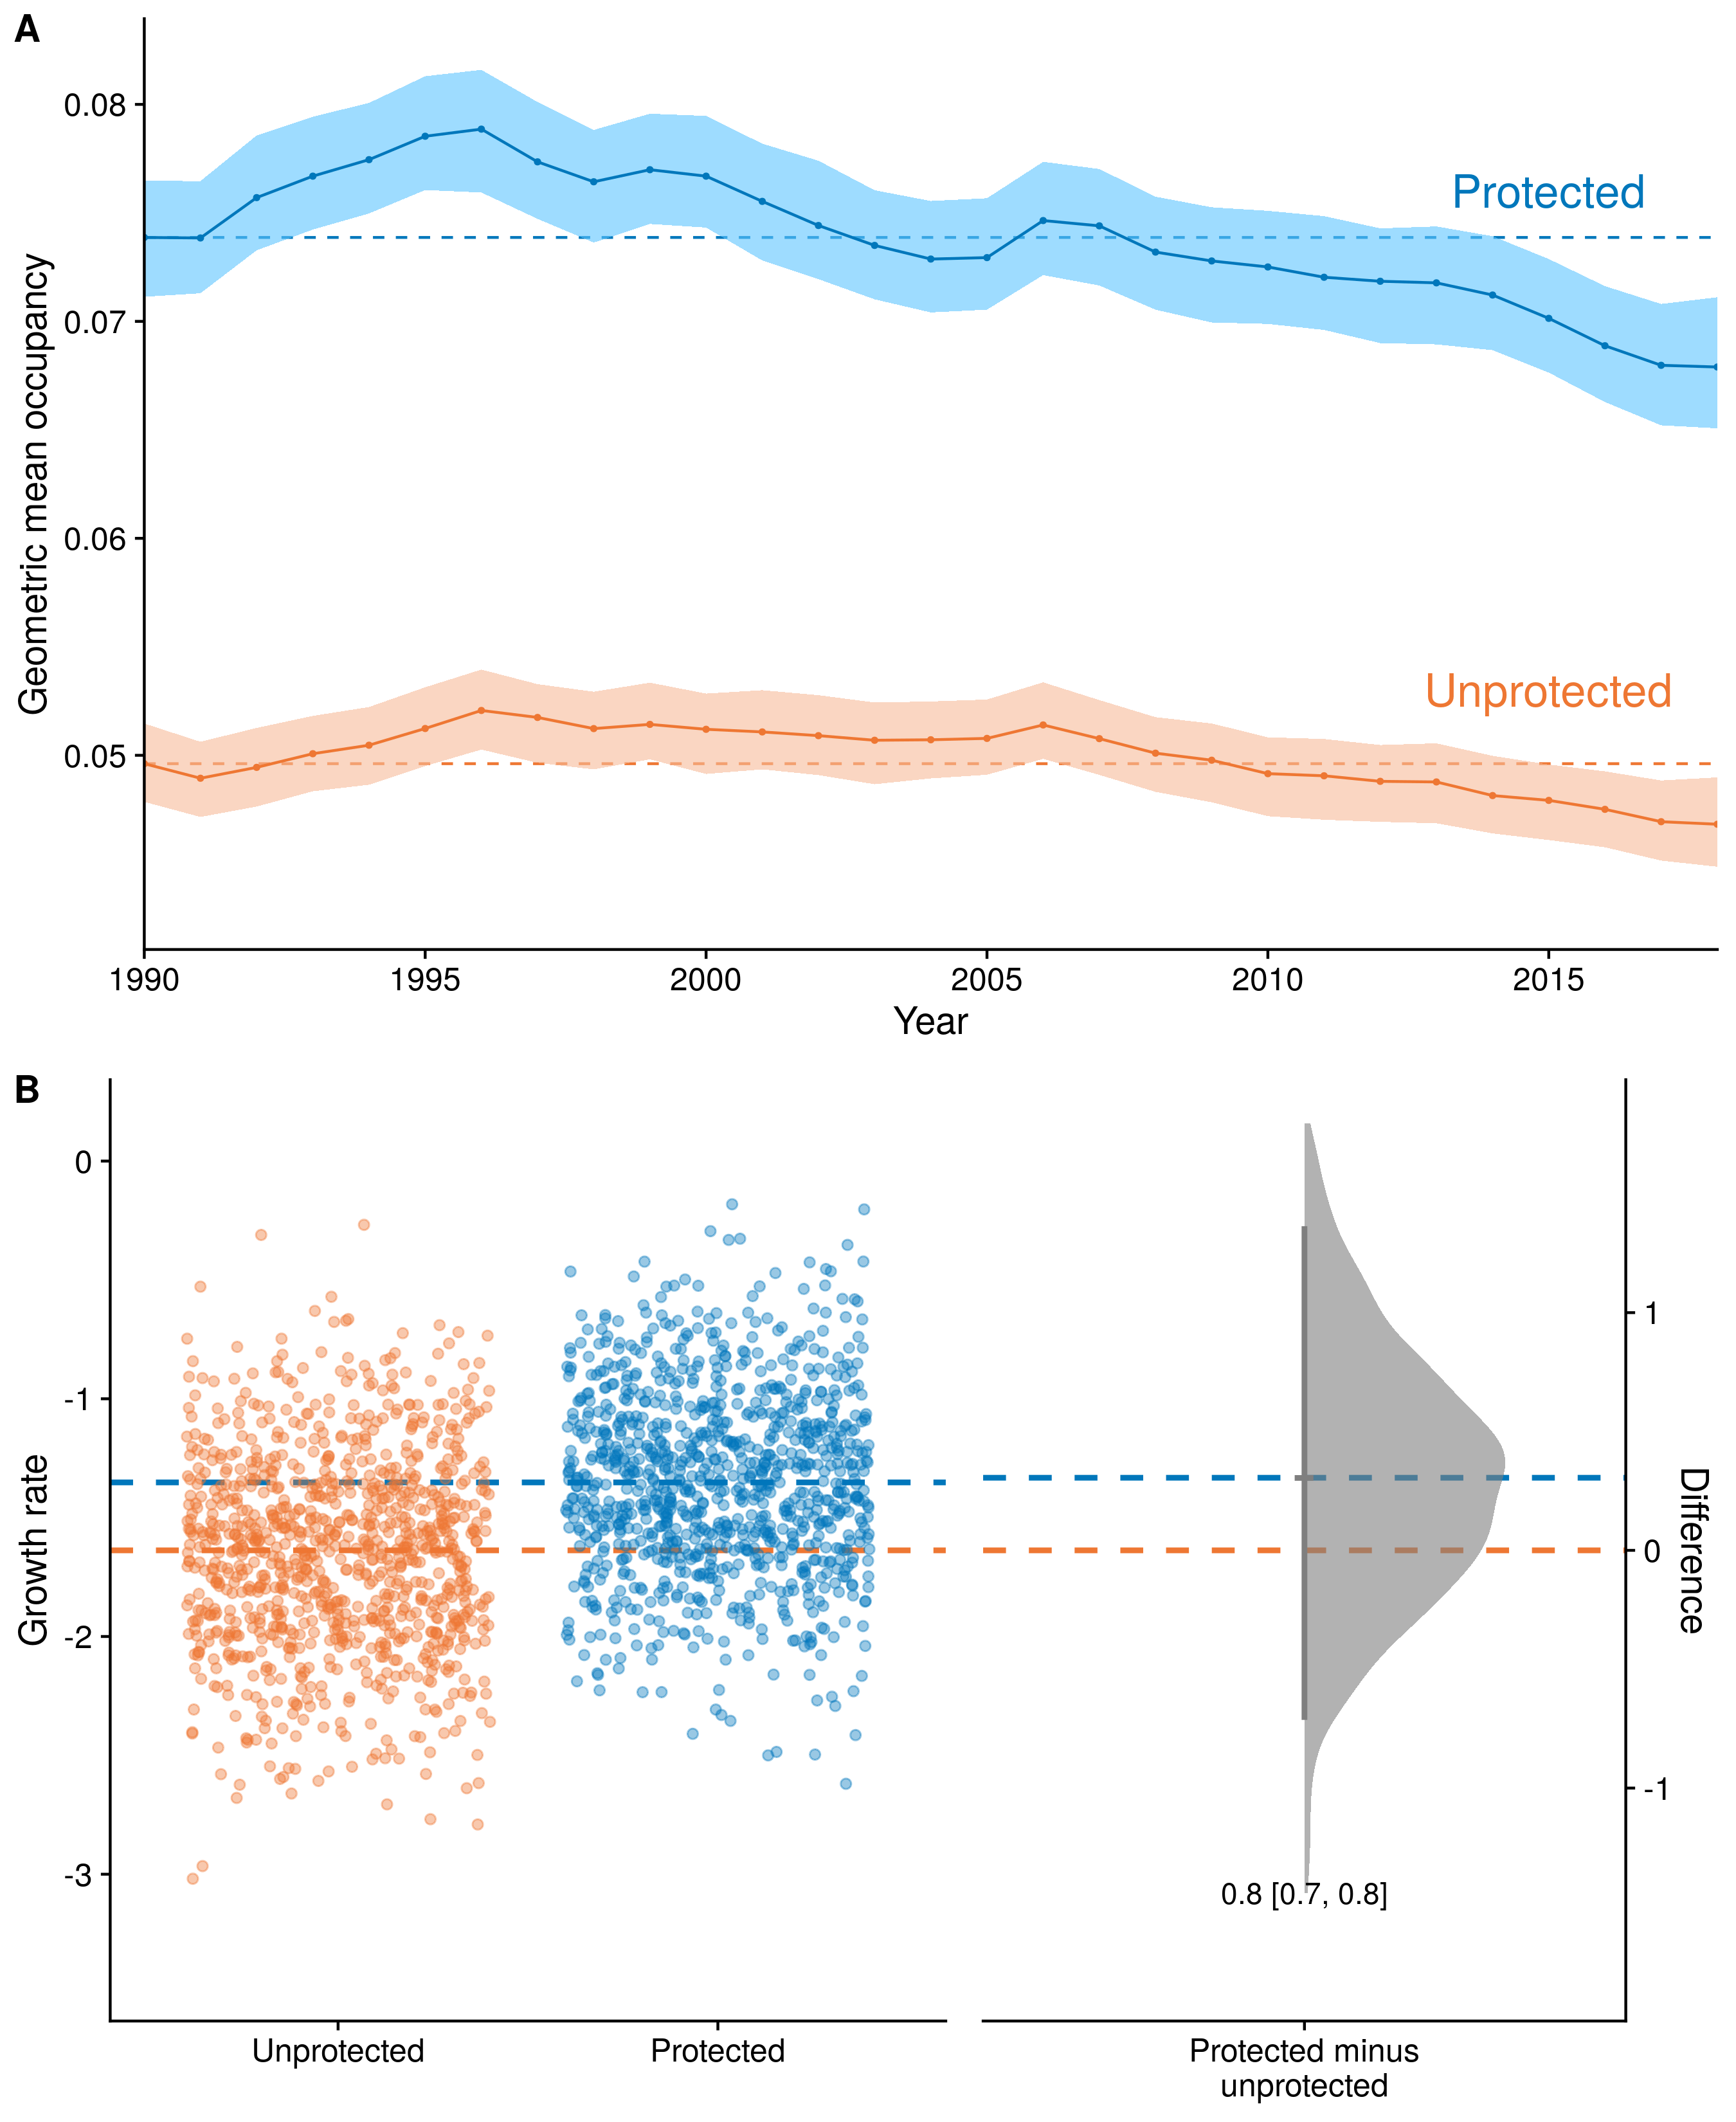 A
0.08
0.07
0.06
0.05
Geometric mean occupancy
Protected
Unprotected
1990 1995 2000 2005 2010 2015
Year
B
0
-1
-2
-3
Growth rate
1
0
-1
Difference
0.8 [0.7, 0.8]
Unprotected
Protected
Protected minus
unprotected